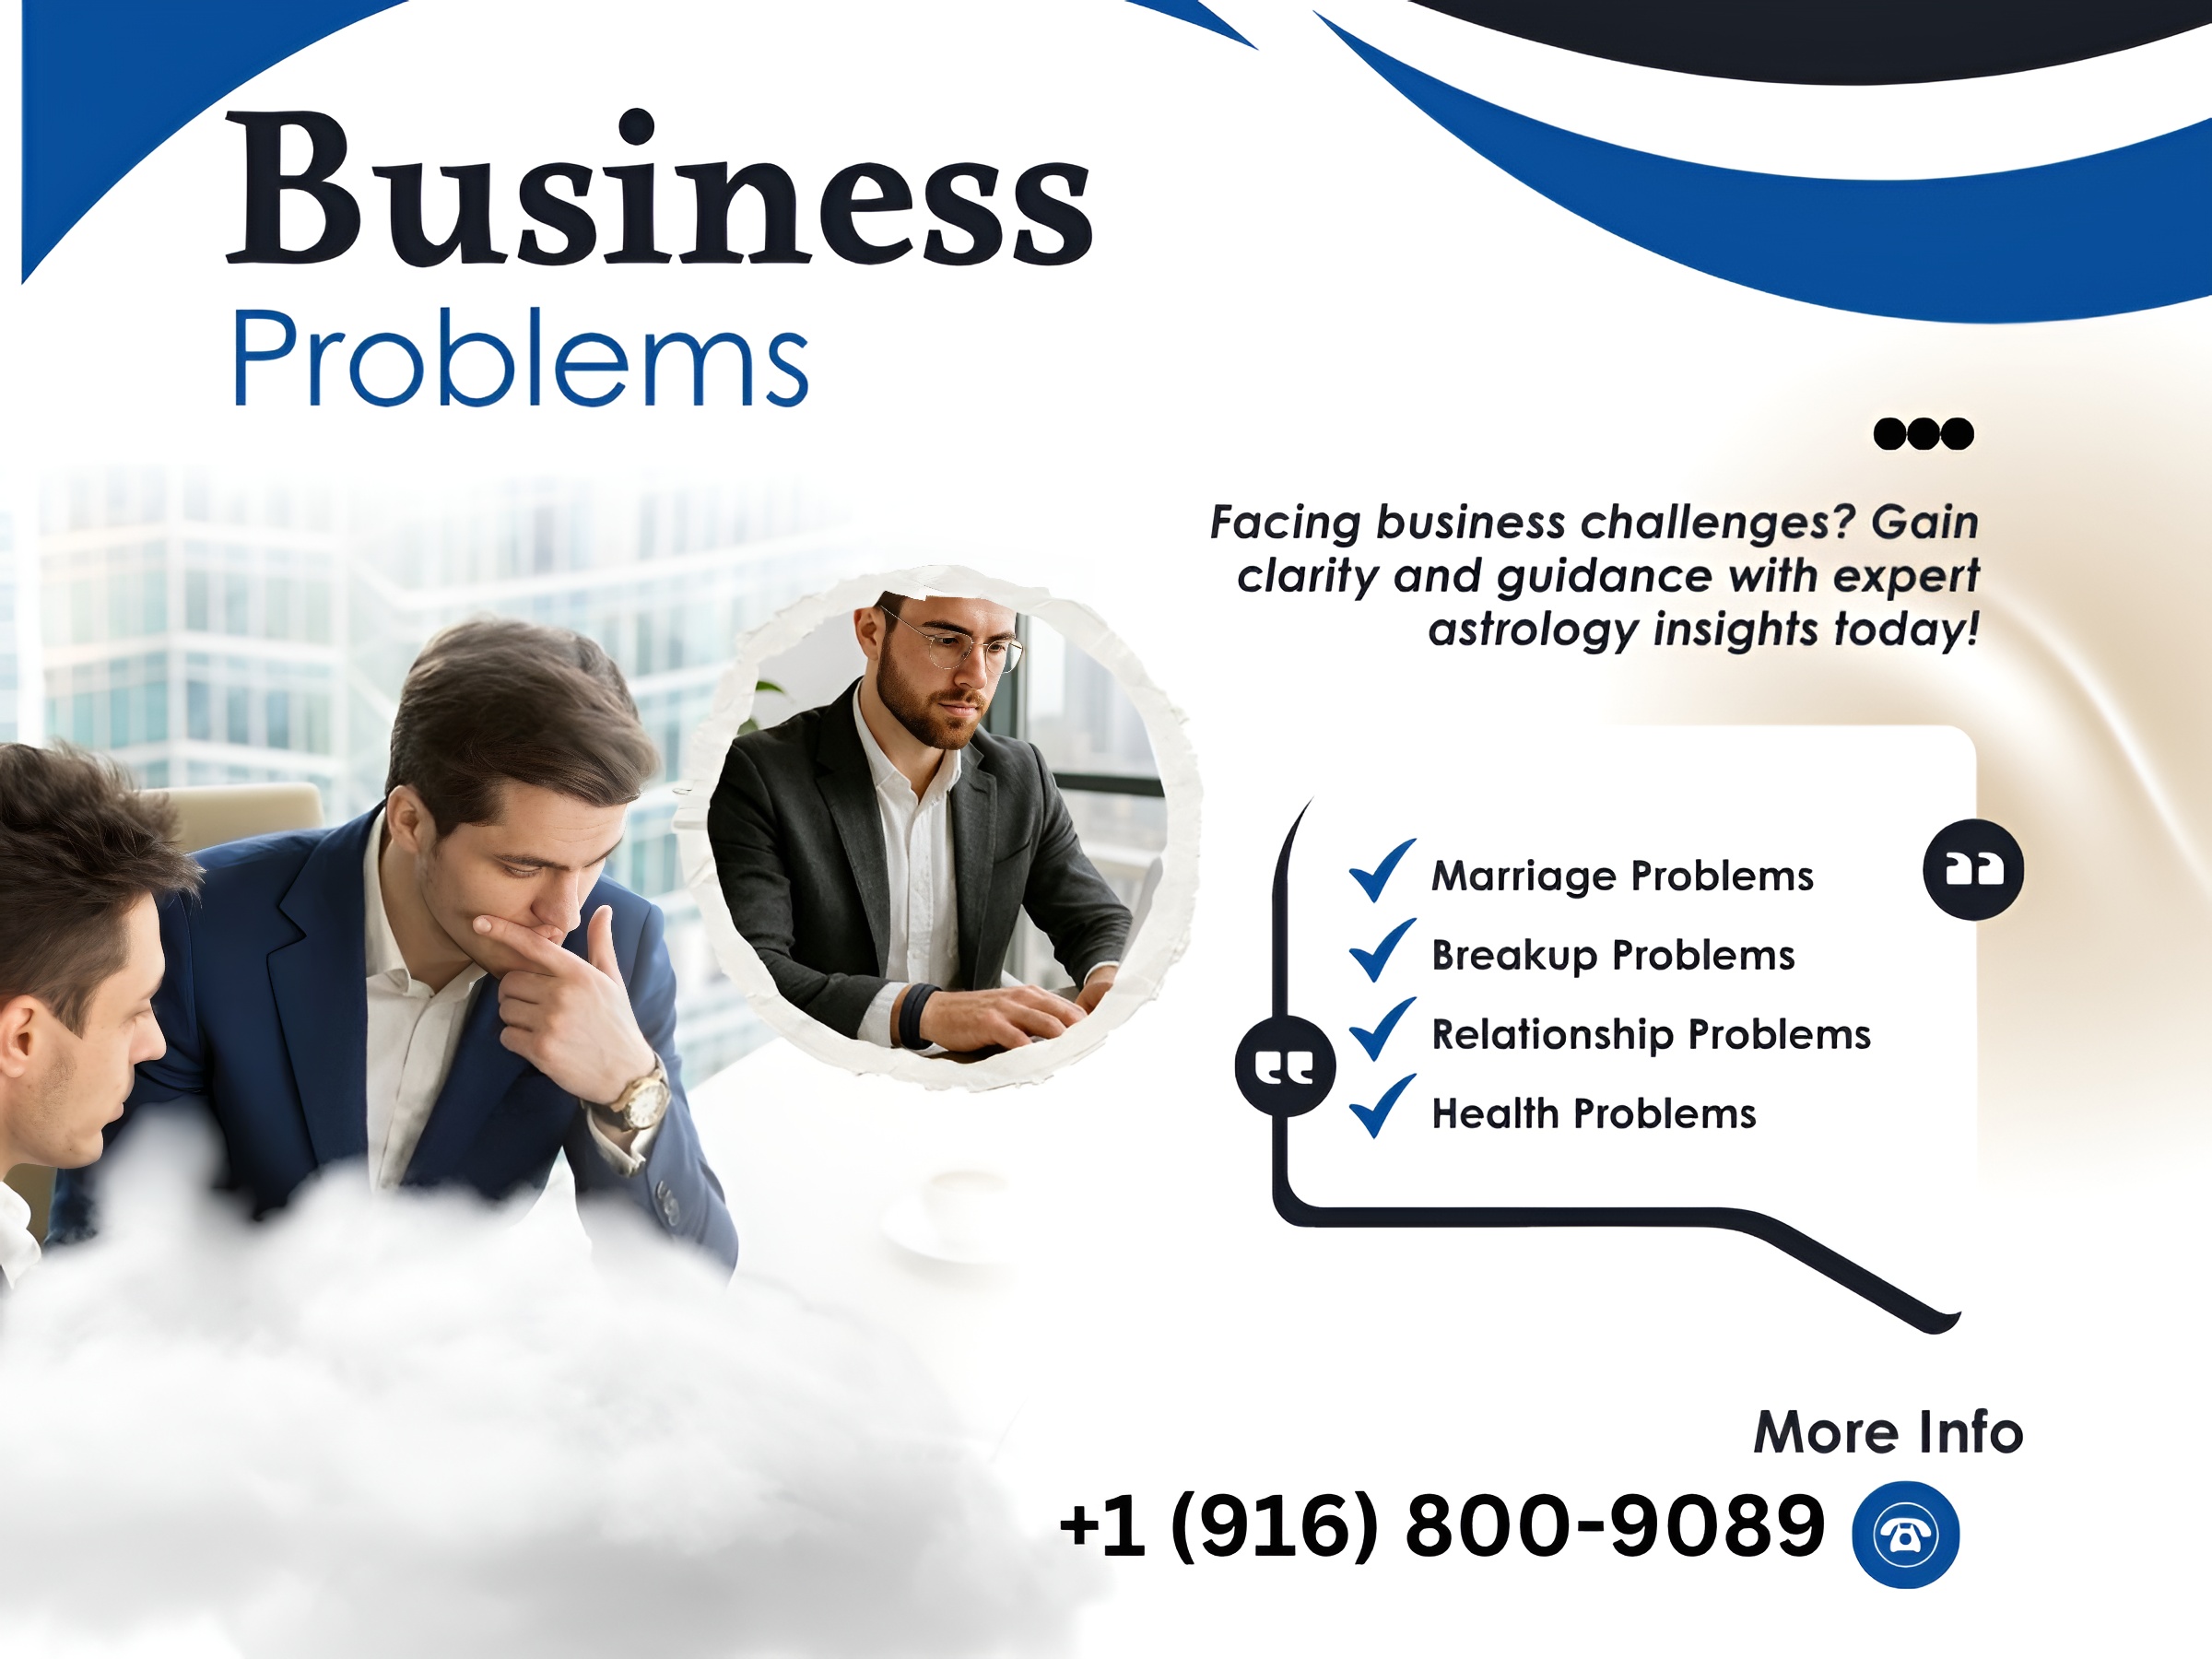 Business
Problems
Facing business challenges? Gain
clarity and guidance with expert
astrology insights today!
Marriage Problems
Breakup Problems
Relationship Problems
Health Problems
More Info
+1 (916) 800-9089